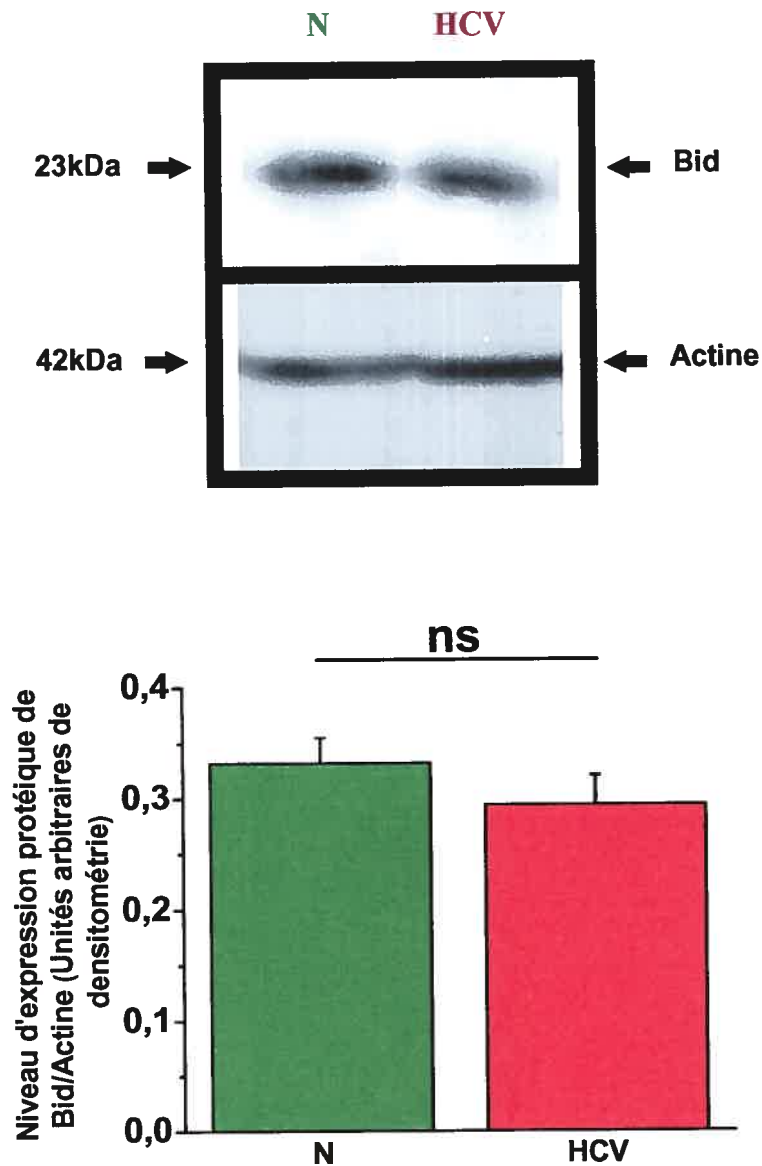 N HCV
23kDa Bid
42kDa Actine
ns
Niveau d'expression protéique de
Bid/Actine (Unités arbitraires de
densitométrie)
0,4
0,3
0,2
0,1
0,0
N HCV